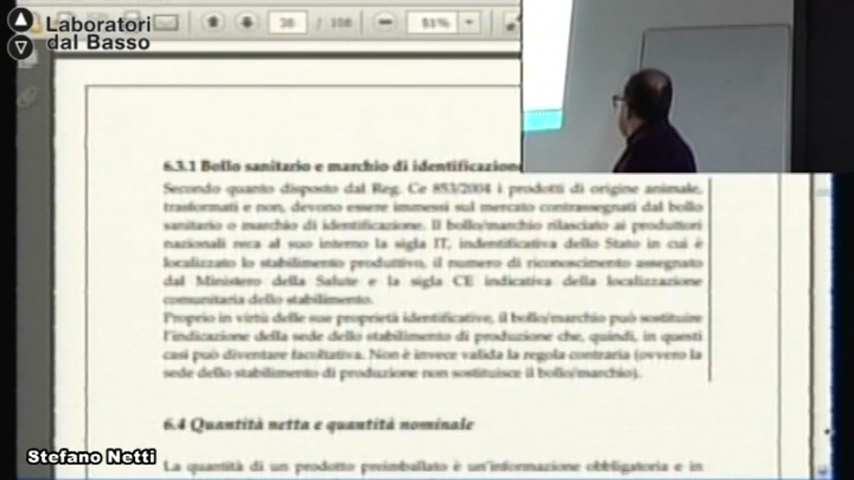 Laboratori
dal Basso
/ 108
51%
6.3.1 Bollo sanitario e marchio di identificazione
Secondo quanto disposto dal Reg. Ce 853/2004 i prodotti di origine animale,
trasformati e non, devono essere immessi sul mercato contrassegnati dal bollo
sanitario o marchio di identificazione. Il bollo/marchio rilasciato ai produttori
nazionali reca al suo interno la sigla IT, indentificativa dello Stato in cui è
localizzato lo stabilimento produttivo, il numero di riconoscimento assegnato
dal Ministero della Salute e la sigla CE indicativa della localizzazione
comunitaria dello stabilimento.
Proprio in virtù delle sue proprietà identificative, il bollo/marchio può sostituire
l'indicazione della sede dello stabilimento di produzione che, quindi, in questi
casi può diventare facoltativa. Non è invece valida la regola contraria (ovvero la
sede dello stabilimento di produzione non sostituisce il bollo/marchio).
6.4 Quantità netta e quantità nominale
La quantità di un prodotto preimballato è un'informazione obbligatoria e in
Stefano Netti